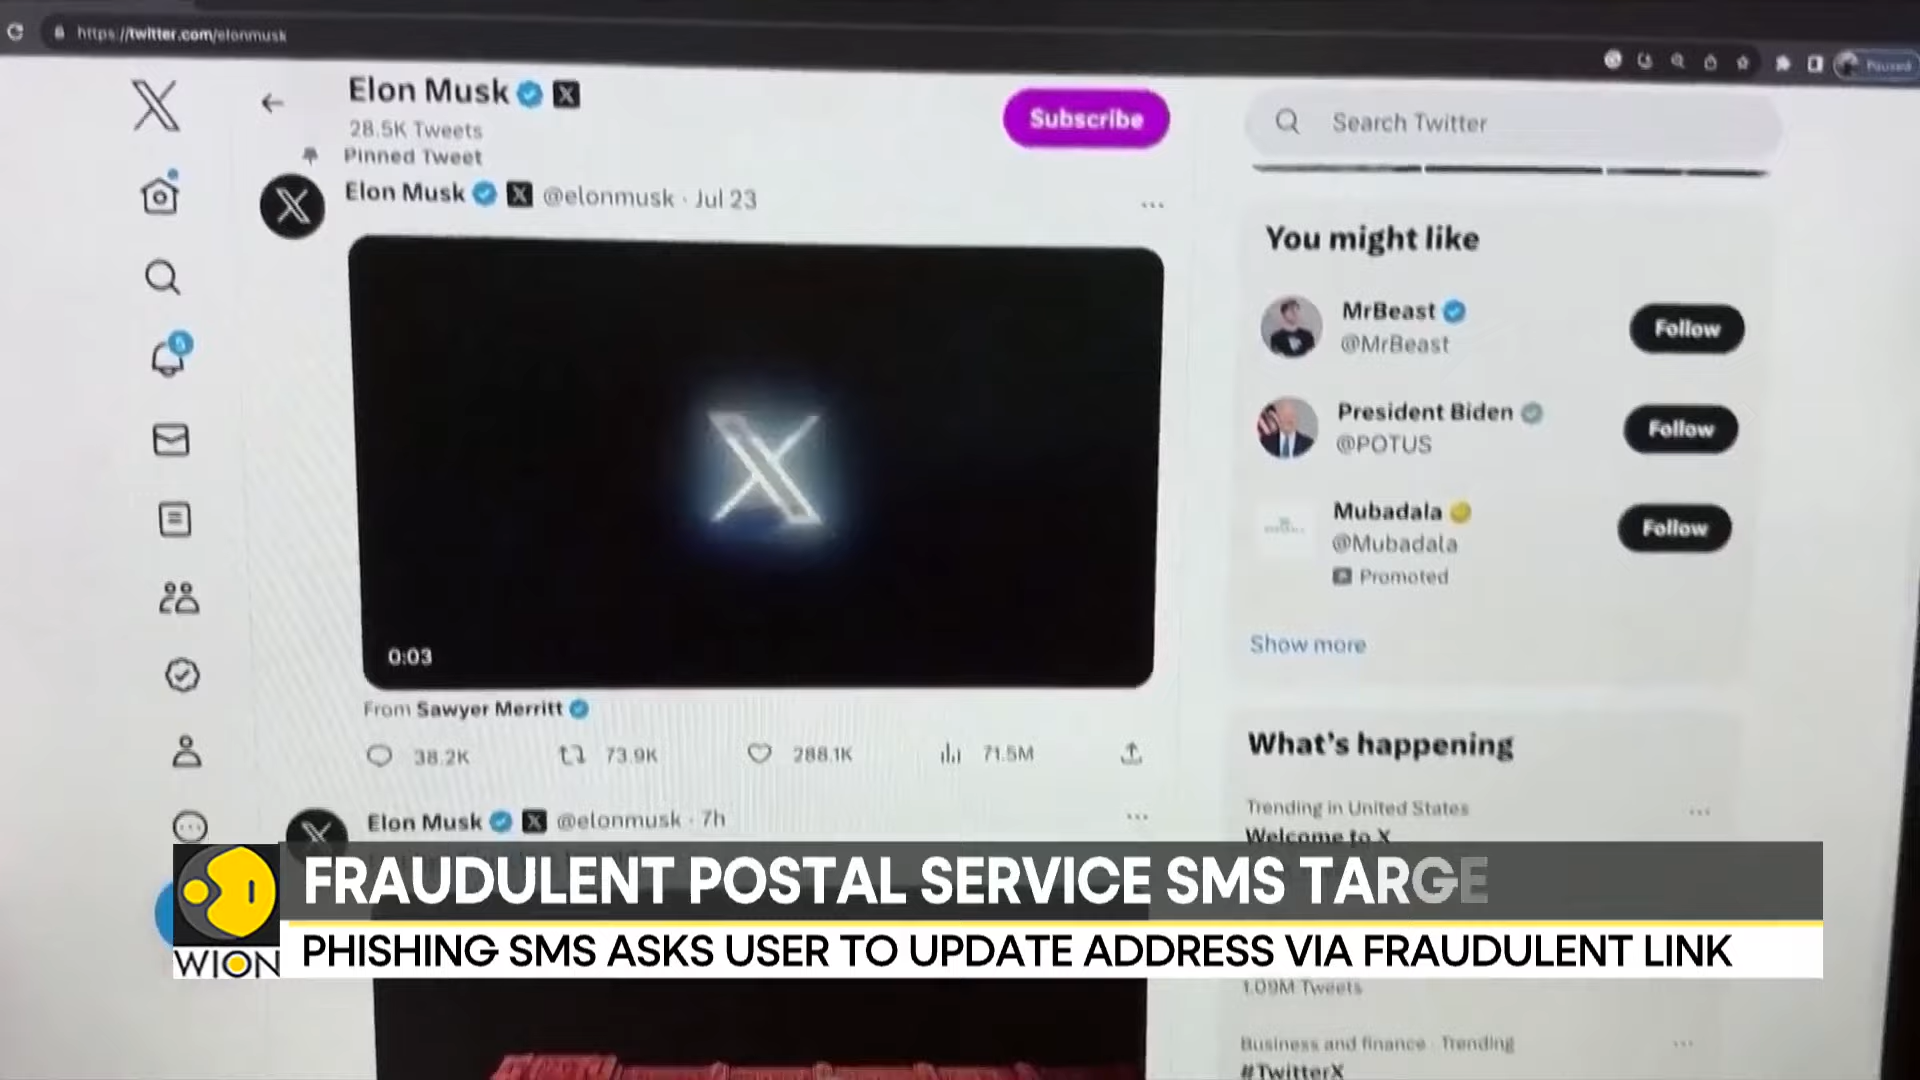 https://twitter.com/elonmusk
Paused
Elon Musk
28.5K Tweets
Subscribe
Search Twitter
Pinned Tweet
Elon Musk @elonmusk · Jul 23
0:03
From Sawyer Merritt
38.2K 73.9K 288.1K 71.5M
Elon Musk @elonmusk · 7h
5
You might like
MrBeast
@MrBeast
Follow
President Biden
@POTUS
Follow
Mubadala
@Mubadala
Promoted
Follow
Show more
What's happening
Trending in United States
Welcome to X
1.09M Tweets
Business and finance · Trending
#TwitterX
FRAUDULENT POSTAL SERVICE SMS TARGE
PHISHING SMS ASKS USER TO UPDATE ADDRESS VIA FRAUDULENT LINK
WION